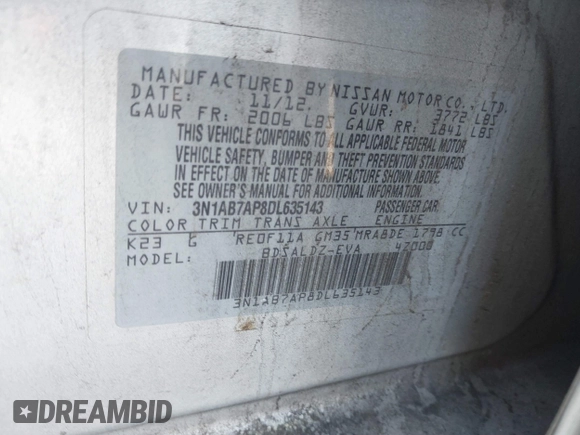 MANUFACTURED BY NISSAN MOTOR CO., LTD.
DATE: 11/12. GVWR: 3772 LBS
GAWR FR: 2006 LBS GAWR RR: 1841 LBS
THIS VEHICLE CONFORMS TO ALL APPLICABLE FEDERAL MOTOR
VEHICLE SAFETY, BUMPER AND THEFT PREVENTION STANDARDS
IN EFFECT ON THE DATE OF MANUFACTURE SHOWN ABOVE.
SEE OWNER'S MANUAL FOR ADDITIONAL INFORMATION.
VIN: 3N1AB7AP8DL635143 PASSENGER CAR
COLOR TRIM TRANS AXLE ENGINE
K23 G RE0F11A GM35 MRA8DE 1798 CC
MODEL: BDSALDZ-EVA 47000
3N1AB7AP8DL635143
DREAMBID